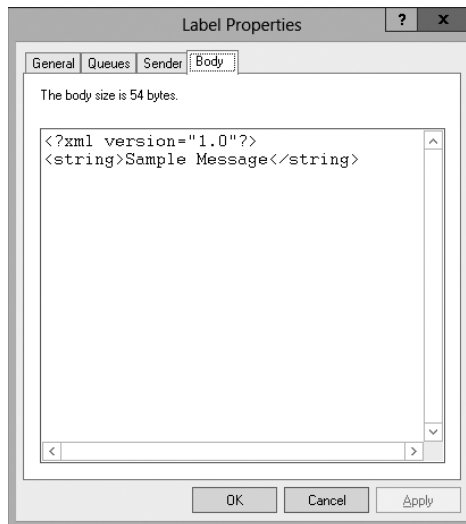 Label Properties
? x
General Queues Sender Body
The body size is 54 bytes.
<?xml version="1.0"?>
<string>Sample Message</string>
OK Cancel Apply